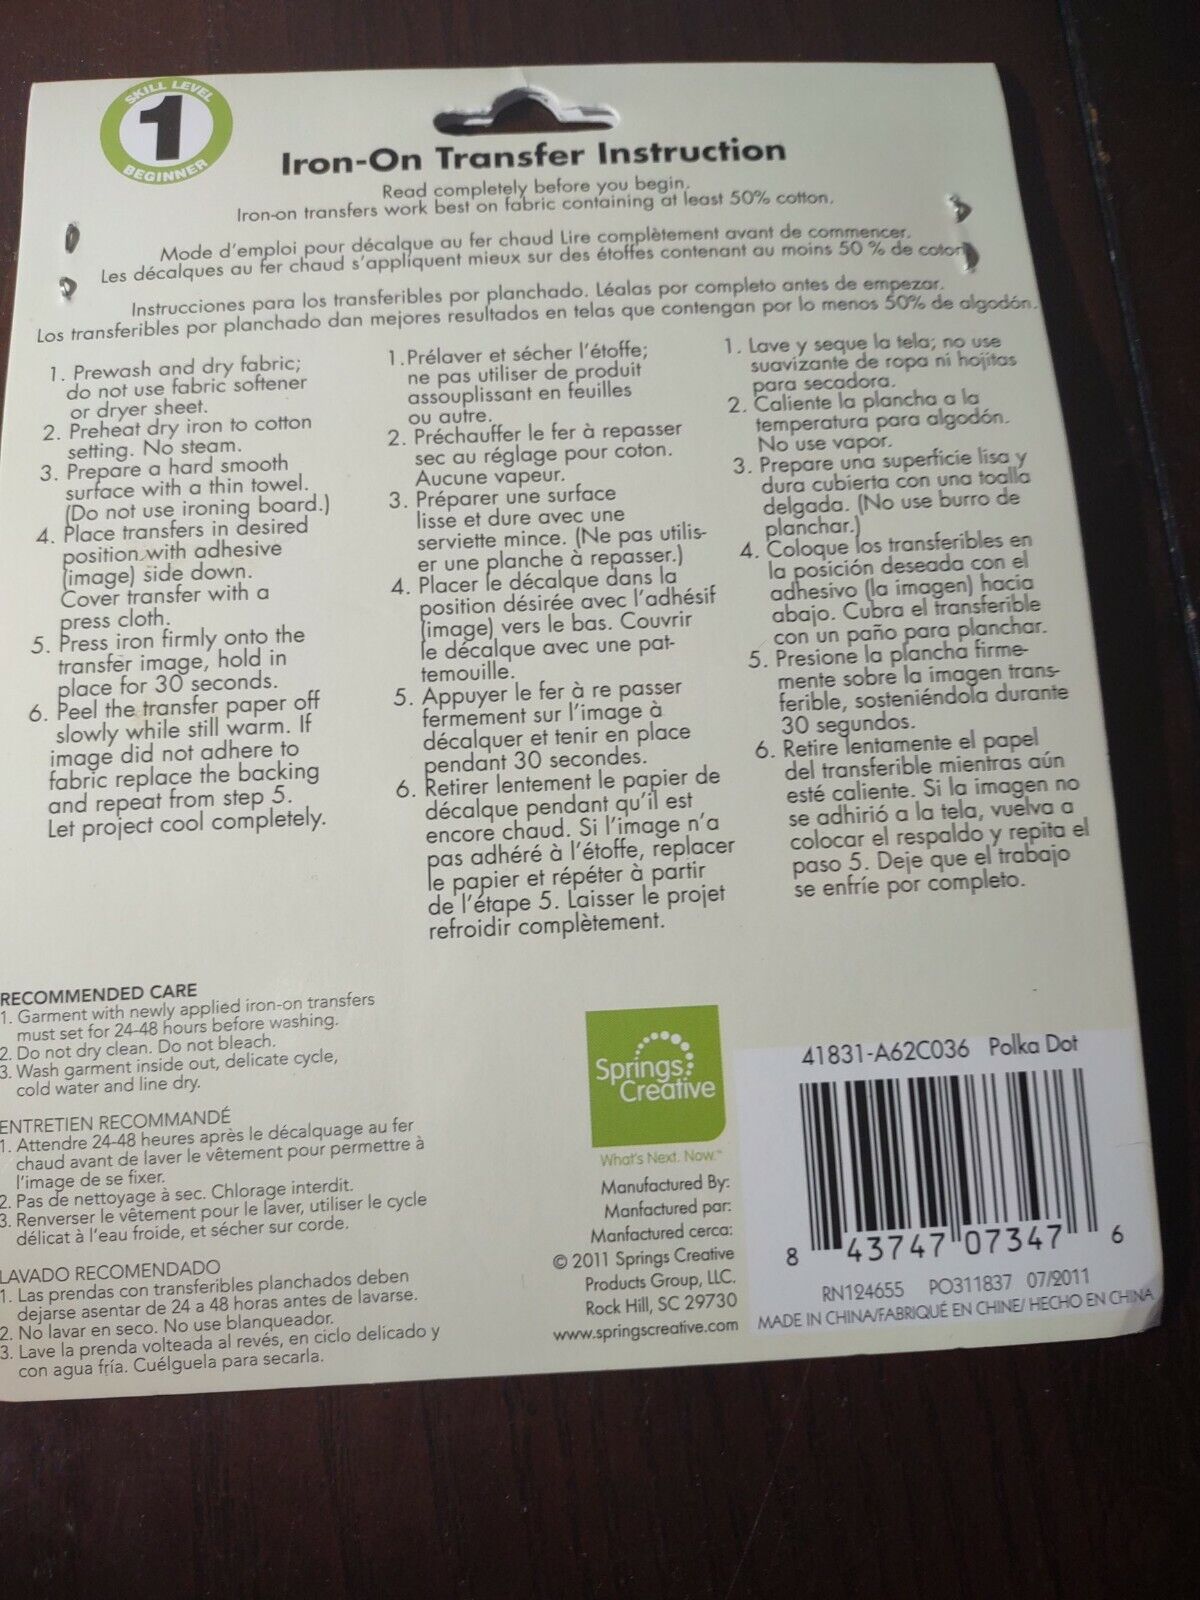 SKILL LEVEL
1
BEGINNER
Iron-On Transfer Instruction
Read completely before you begin.
Iron-on transfers work best on fabric containing at least 50% cotton.
Mode d'emploi pour décalque au fer chaud Lire complètement avant de commencer.
Les décalques au fer chaud s'appliquent mieux sur des étoffes contenant au moins 50 % de coton
Instrucciones para los transferibles por planchado. Léalas por completo antes de empezar.
Los transferibles por planchado dan mejores resultados en telas que contengan por lo menos 50% de algodón.
1. Prewash and dry fabric;
do not use fabric softener
or dryer sheet.
2. Preheat dry iron to cotton
setting. No steam.
3. Prepare a hard smooth
surface with a thin towel.
(Do not use ironing board.)
4. Place transfers in desired
position with adhesive
(image) side down.
Cover transfer with a
press cloth.
5. Press iron firmly onto the
transfer image, hold in
place for 30 seconds.
6. Peel the transfer paper off
slowly while still warm. If
image did not adhere to
fabric replace the backing
and repeat from step 5.
Let project cool completely.
1.Prélaver et sécher l'étoffe;
ne pas utiliser de produit
assouplissant en feuilles
ou autre.
2. Préchauffer le fer à repasser
sec au réglage pour coton.
Aucune vapeur.
3. Préparer une surface
lisse et dure avec une
serviette mince. (Ne pas utilis-
er une planche à repasser.)
4. Placer le décalque dans la
position désirée avec l'adhésif
(image) vers le bas. Couvrir
le décalque avec une pat-
temouille.
5. Appuyer le fer à re passer
fermement sur l'image à
décalquer et tenir en place
pendant 30 secondes.
6. Retirer lentement le papier de
décalque pendant qu'il est
encore chaud. Si l'image n'a
pas adhéré à l'étoffe, replacer
le papier et répéter à partir
de l'étape 5. Laisser le projet
refroidir complètement.
1. Lave y seque la tela; no use
suavizante de ropa ni hojitas
para secadora.
2. Caliente la plancha a la
temperatura para algodón.
No use vapor.
3. Prepare una superficie lisa y
dura cubierta con una toalla
delgada. (No use burro de
planchar.)
4. Coloque los transferibles en
la posición deseada con el
adhesivo (la imagen) hacia
abajo. Cubra el transferible
con un paño para planchar.
5. Presione la plancha firme-
mente sobre la imagen trans-
ferible, sosteniéndola durante
30 segundos.
6. Retire lentamente el papel
del transferible mientras aún
esté caliente. Si la imagen no
se adhirió a la tela, vuelva a
colocar el respaldo y repita el
paso 5. Deje que el trabajo
se enfríe por completo.
RECOMMENDED CARE
1. Garment with newly applied iron-on transfers
must set for 24-48 hours before washing.
2. Do not dry clean. Do not bleach.
3. Wash garment inside out, delicate cycle,
cold water and line dry.
ENTRETIEN RECOMMANDÉ
1. Attendre 24-48 heures après le décalquage au fer
chaud avant de laver le vêtement pour permettre à
l'image de se fixer.
2. Pas de nettoyage à sec. Chlorage interdit.
3. Renverser le vêtement pour le laver, utiliser le cycle
délicat à l'eau froide, et sécher sur corde.
LAVADO RECOMENDADO
1. Las prendas con transferibles planchados deben
dejarse asentar de 24 a 48 horas antes de lavarse.
2. No lavar en seco. No use blanqueador.
3. Lave la prenda volteada al revés, en ciclo delicado y
con agua fría. Cuélguela para secarla.
Springs
Creative
What's Next. Now.™
Manufactured By:
Manfactured par:
Manfactured cerca:
© 2011 Springs Creative
Products Group, LLC.
Rock Hill, SC 29730
www.springscreative.com
41831-A62C036 Polka Dot
8 43747 07347 6
RN124655 PO311837 07/2011
MADE IN CHINA/FABRIQUÉ EN CHINE/ HECHO EN CHINA